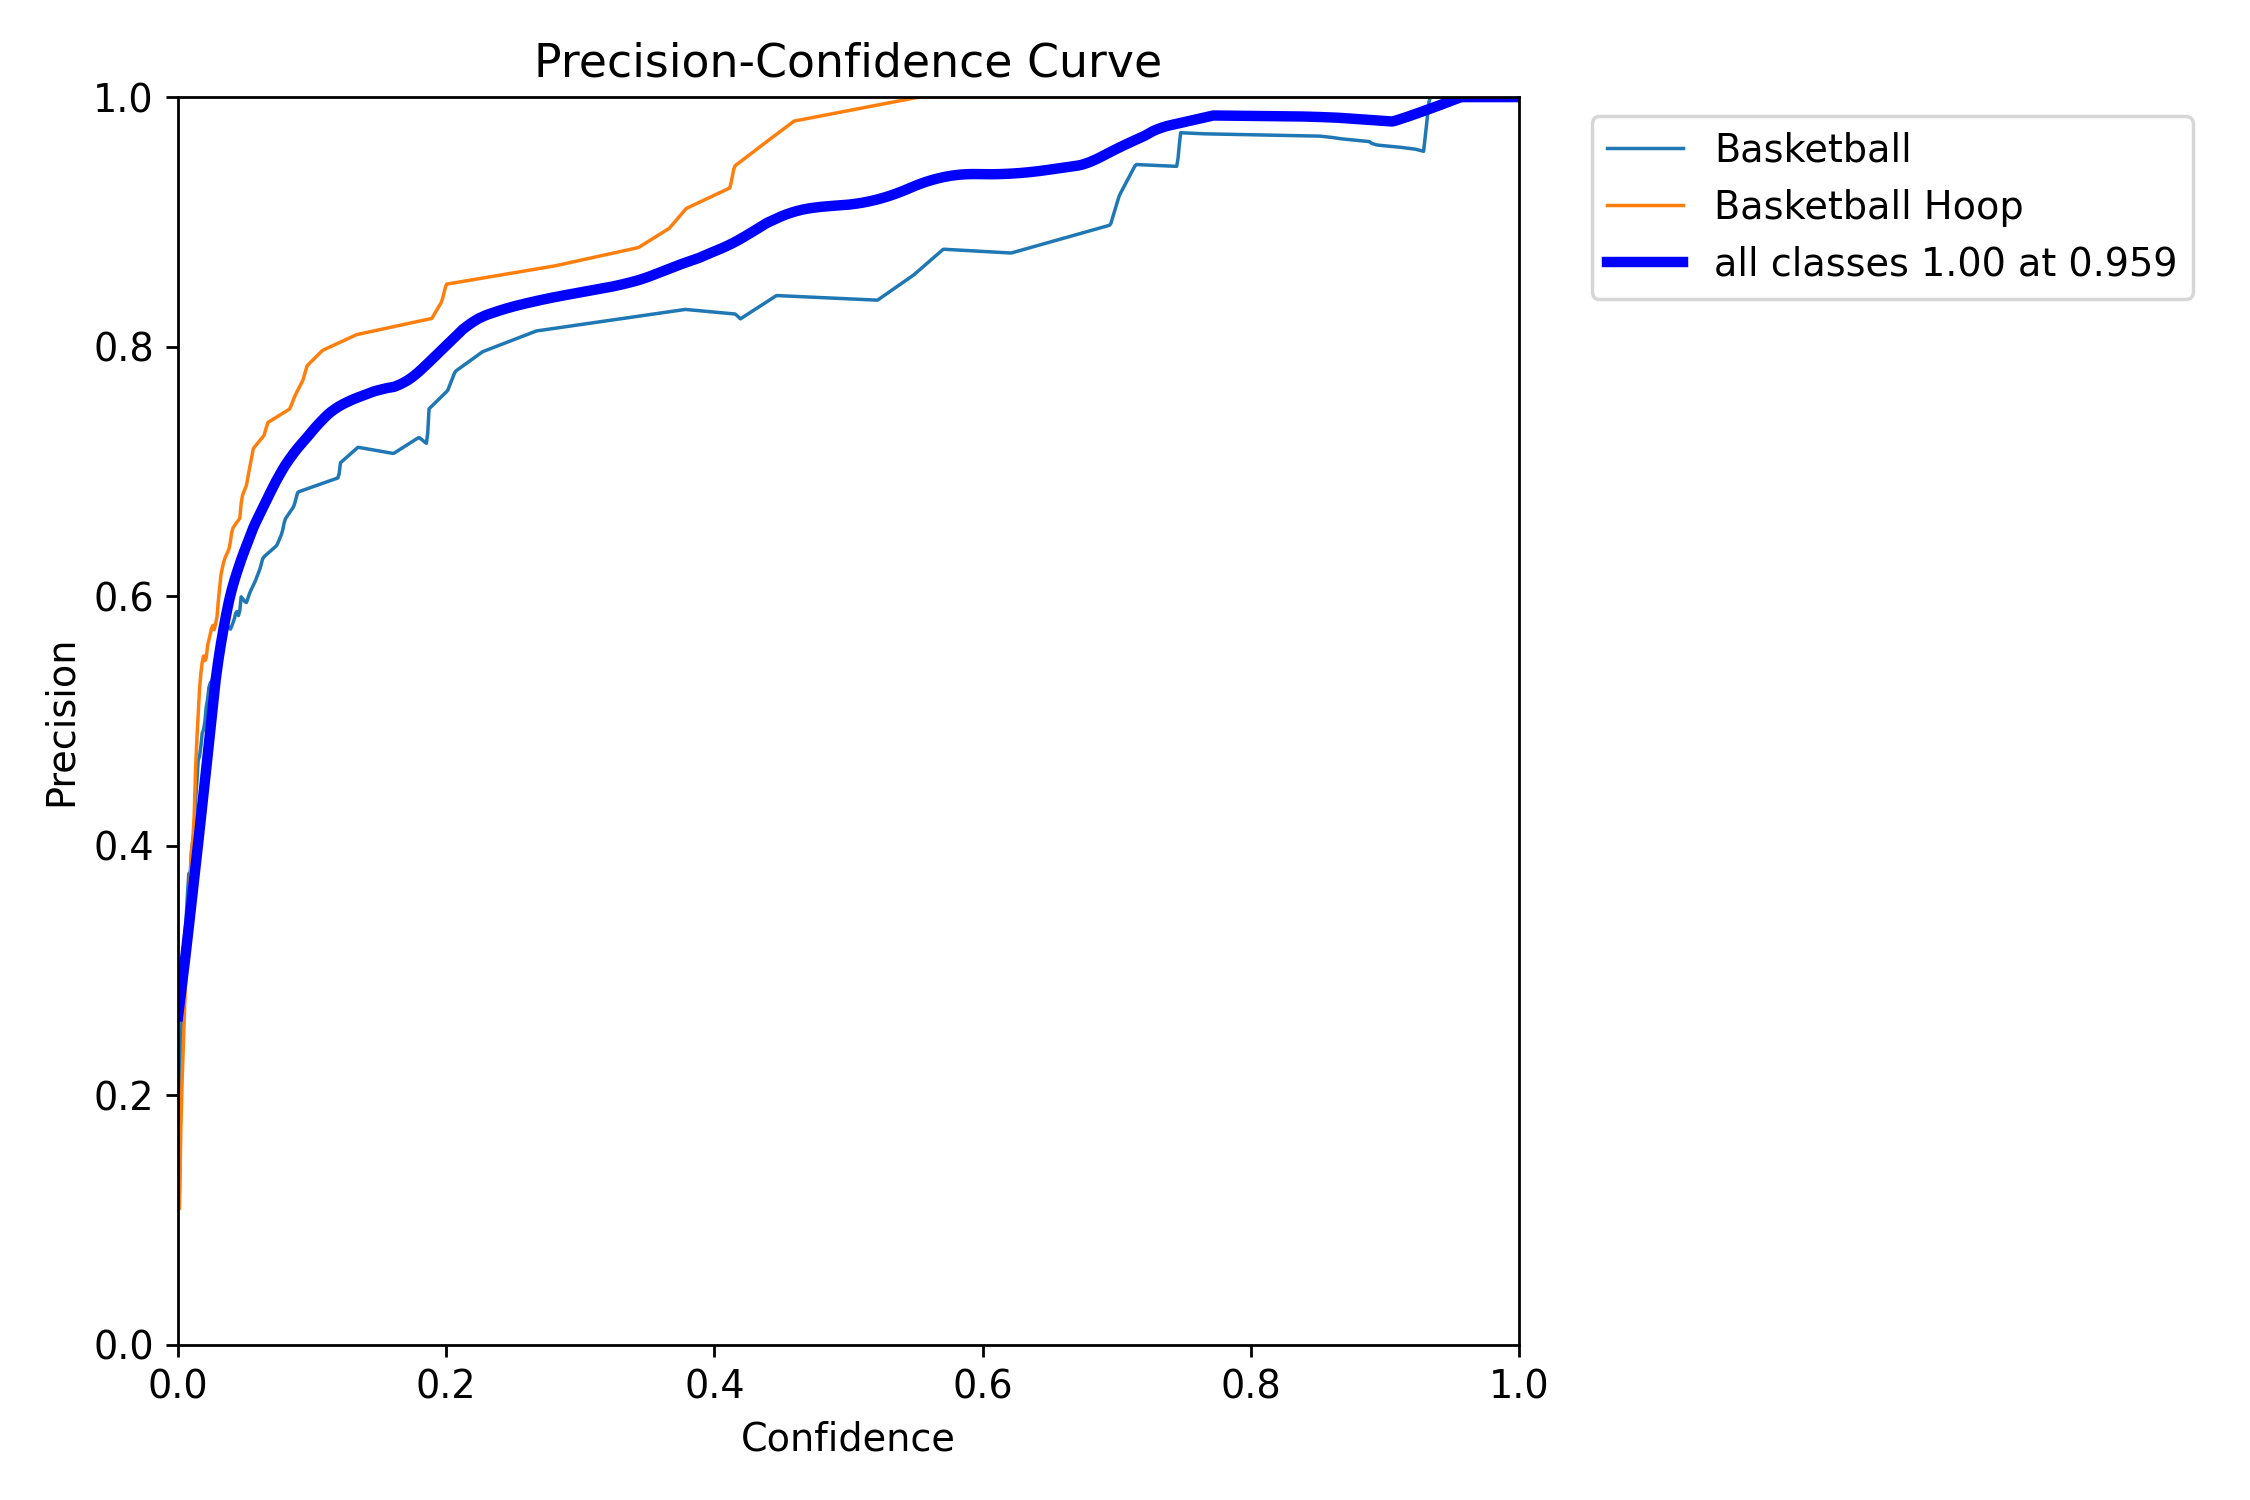 Precision-Confidence Curve
1.0
0.8
0.6
0.4
0.2
0.0
Precision
0.0 0.2 0.4 0.6 0.8 1.0
Confidence
Basketball
Basketball Hoop
all classes 1.00 at 0.959